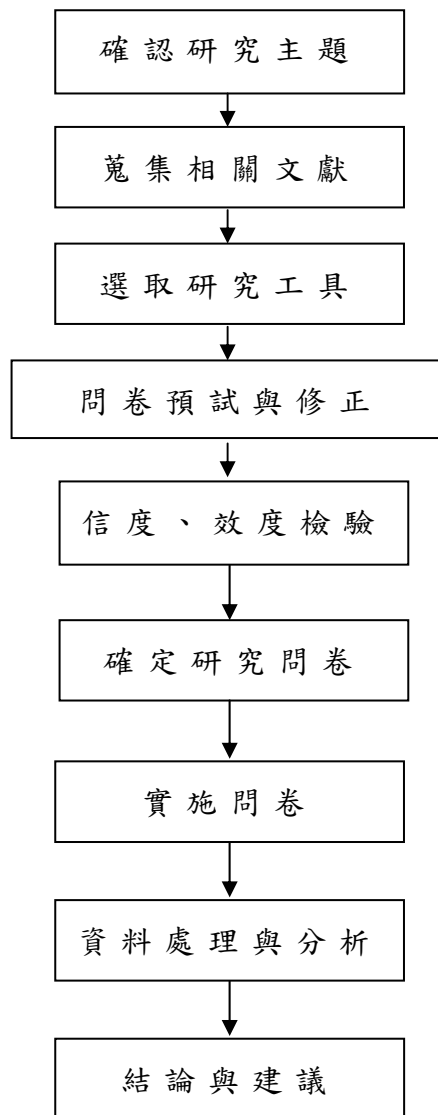 確認研究主題
蒐集相關文獻
選取研究工具
問卷預試與修正
信度、效度檢驗
確定研究問卷
實施問卷
資料處理與分析
結論與建議